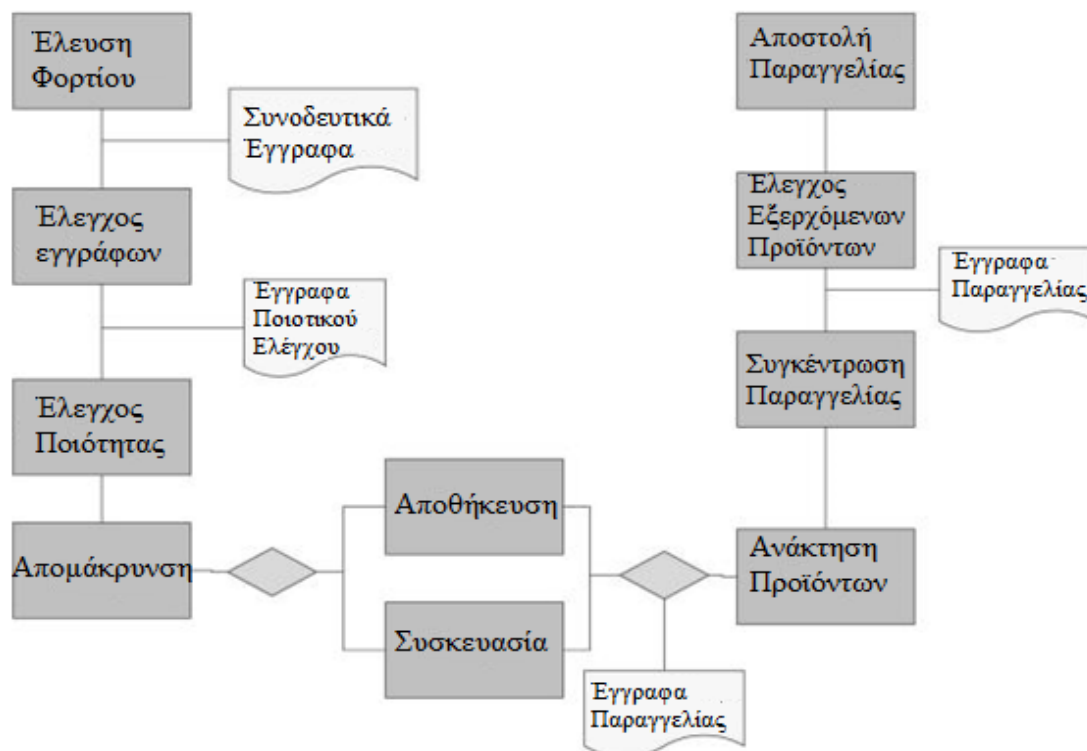 Έλευση
Φορτίου
Συνοδευτικά
Έγγραφα
Έλεγχος
εγγράφων
Έγγραφα
Ποιοτικού
Ελέγχου
Έλεγχος
Ποιότητας
Απομάκρυνση
Αποθήκευση
Συσκευασία
Έγγραφα
Παραγγελίας
Ανάκτηση
Προϊόντων
Συγκέντρωση
Παραγγελίας
Έγγραφα
Παραγγελίας
Έλεγχος
Εξερχόμενων
Προϊόντων
Αποστολή
Παραγγελίας